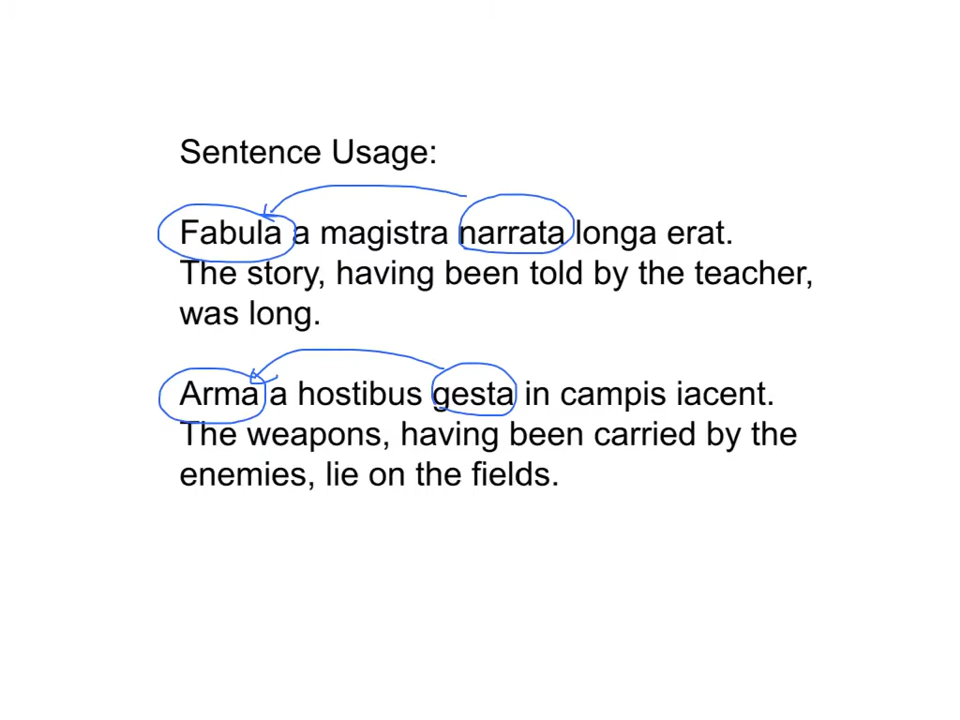 Sentence Usage:
Fabula a magistra narrata longa erat.
The story, having been told by the teacher,
was long.
Arma a hostibus gesta in campis iacent.
The weapons, having been carried by the
enemies, lie on the fields.